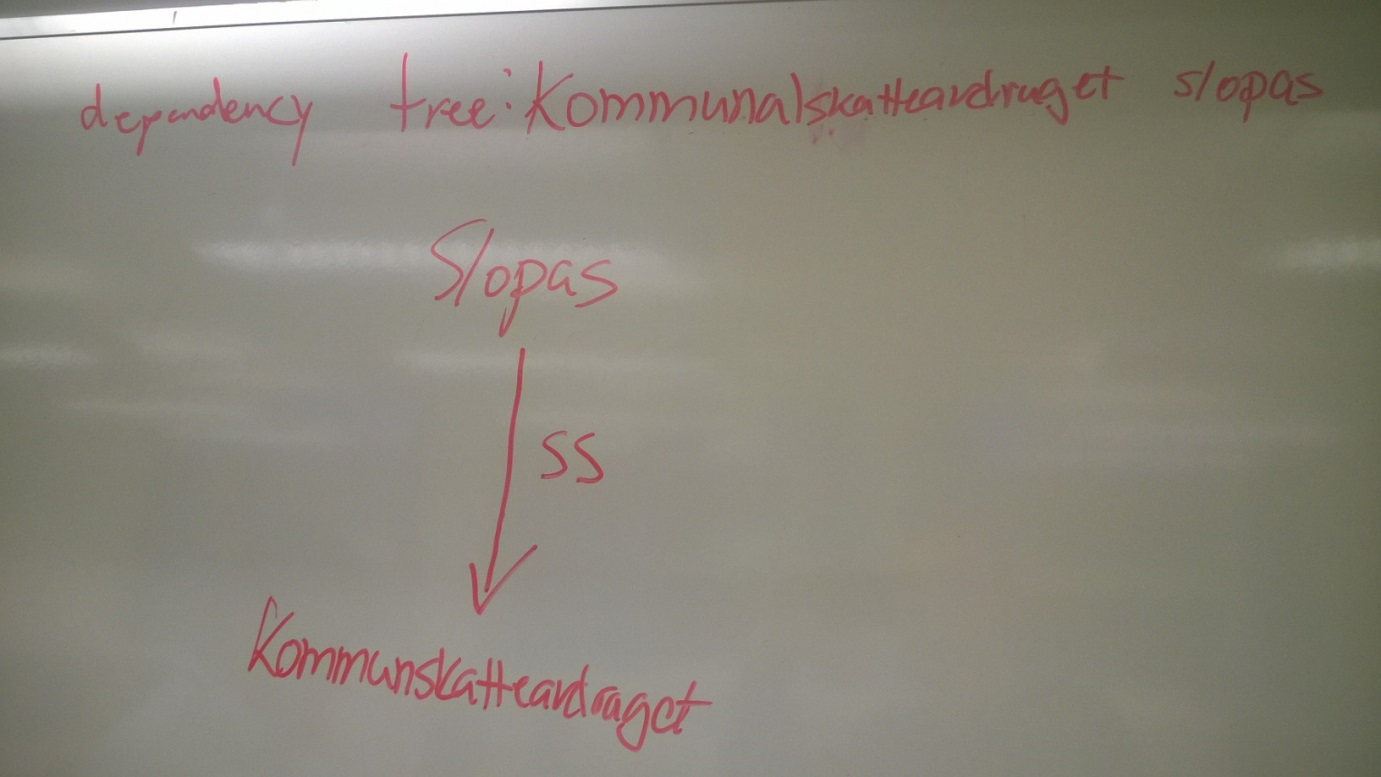 dependency tree: Kommunalskatteavdraget slopas
Slopas
SS
Kommunskatteavdraget